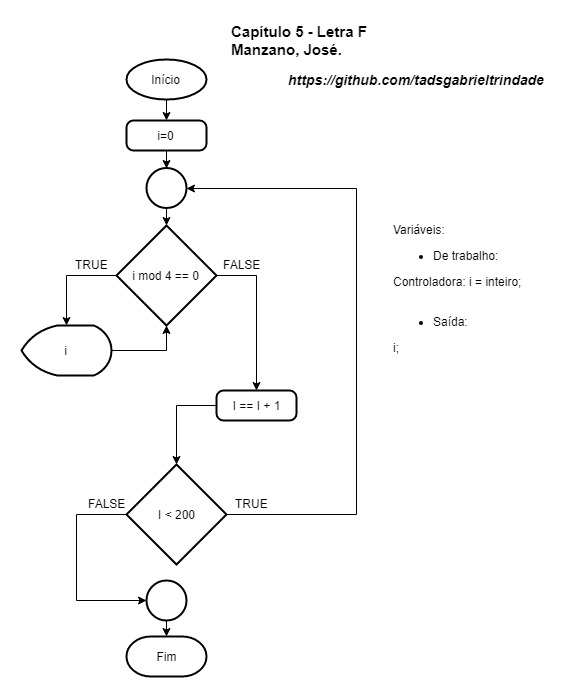 Capítulo 5 - Letra F
Manzano, José.
https://github.com/tadsgabrieltrindade
Início
i=0
TRUE
i mod 4 == 0
FALSE
i
I == I + 1
FALSE
I < 200
TRUE
Fim
Variáveis:
• De trabalho:
Controladora: i = inteiro;
• Saída:
i;